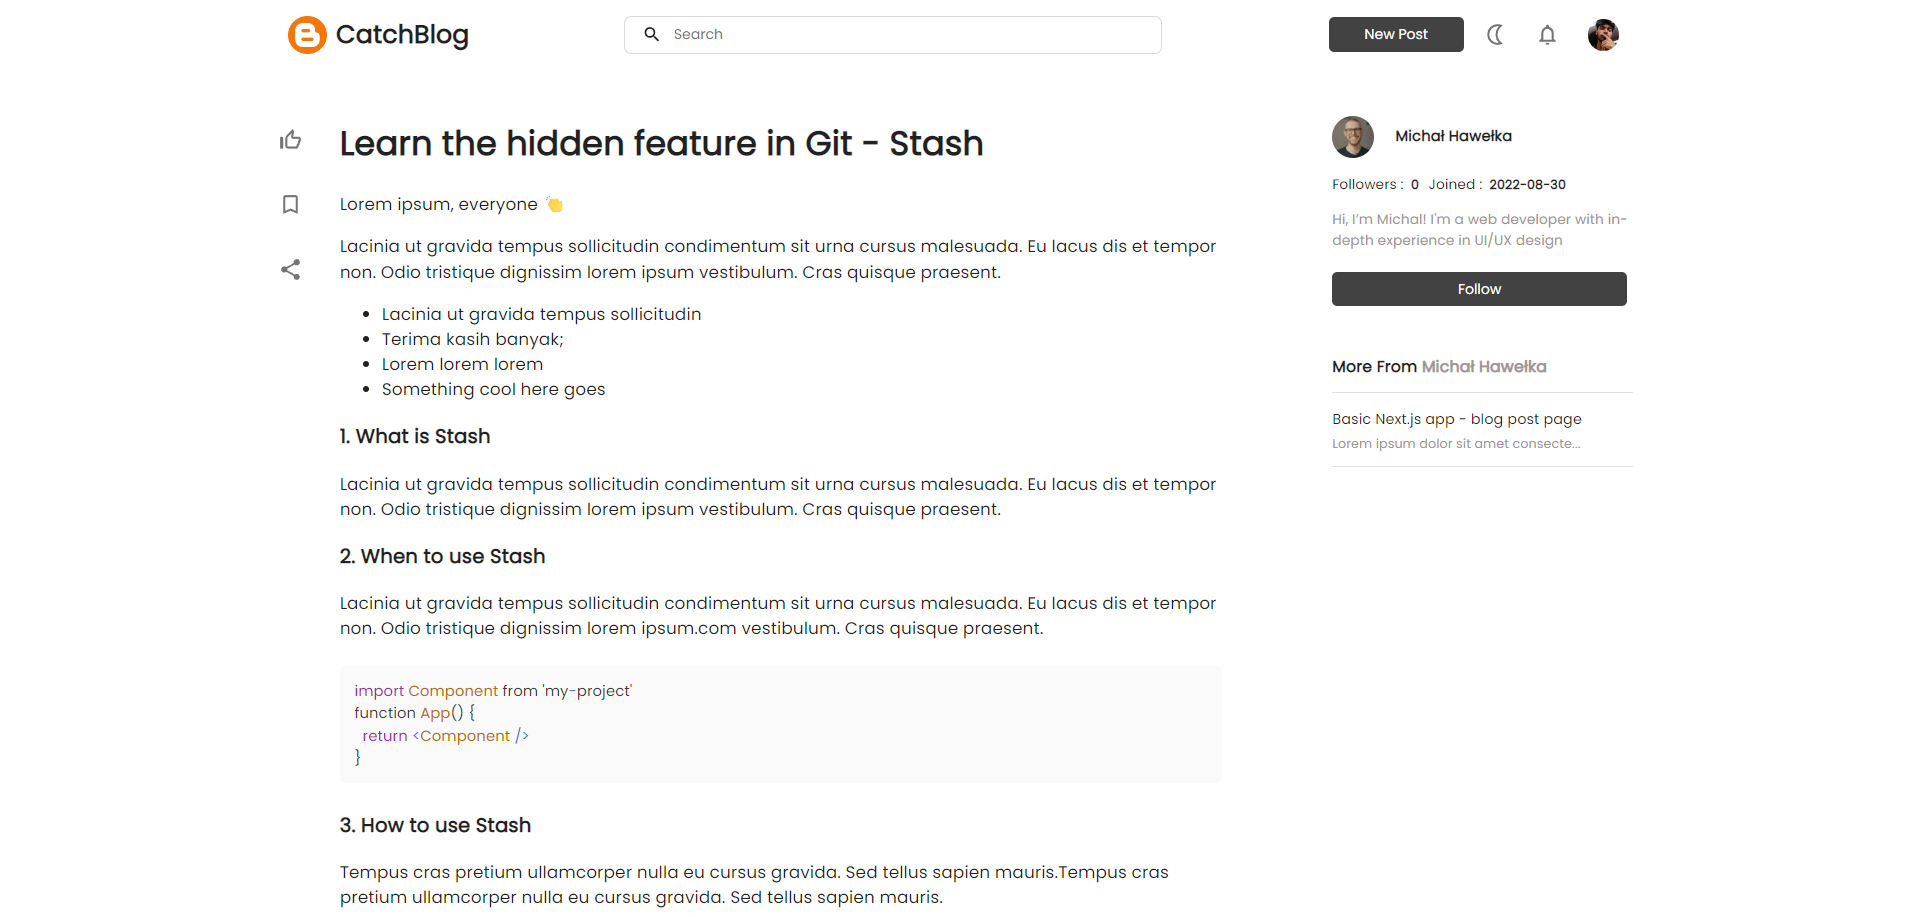 CatchBlog
Search
New Post
Learn the hidden feature in Git - Stash
Lorem ipsum, everyone 👏
Lacinia ut gravida tempus sollicitudin condimentum sit urna cursus malesuada. Eu lacus dis et tempor
non. Odio tristique dignissim lorem ipsum vestibulum. Cras quisque praesent.
• Lacinia ut gravida tempus sollicitudin
• Terima kasih banyak;
• Lorem lorem lorem
• Something cool here goes
1. What is Stash
Lacinia ut gravida tempus sollicitudin condimentum sit urna cursus malesuada. Eu lacus dis et tempor
non. Odio tristique dignissim lorem ipsum vestibulum. Cras quisque praesent.
2. When to use Stash
Lacinia ut gravida tempus sollicitudin condimentum sit urna cursus malesuada. Eu lacus dis et tempor
non. Odio tristique dignissim lorem ipsum.com vestibulum. Cras quisque praesent.
import Component from 'my-project'
function App() {
  return <Component />
}
3. How to use Stash
Tempus cras pretium ullamcorper nulla eu cursus gravida. Sed tellus sapien mauris.Tempus cras
pretium ullamcorper nulla eu cursus gravida. Sed tellus sapien mauris.
Michał Hawełka
Followers : 0 Joined : 2022-08-30
Hi, I’m Michal! I'm a web developer with in-
depth experience in UI/UX design
Follow
More From Michał Hawełka
Basic Next.js app - blog post page
Lorem ipsum dolor sit amet consecte...